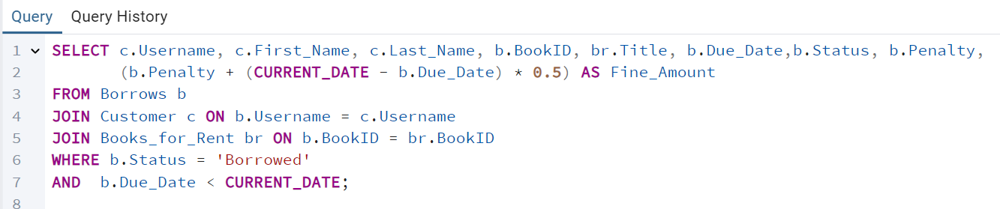 Query Query History
1 SELECT c.Username, c.First_Name, c.Last_Name, b.BookID, br.Title, b.Due_Date,b.Status, b.Penalty,
2 (b.Penalty + (CURRENT_DATE - b.Due_Date) * 0.5) AS Fine_Amount
3 FROM Borrows b
4 JOIN Customer c ON b.Username = c.Username
5 JOIN Books_for_Rent br ON b.BookID = br.BookID
6 WHERE b.Status = 'Borrowed'
7 AND  b.Due_Date < CURRENT_DATE;
8